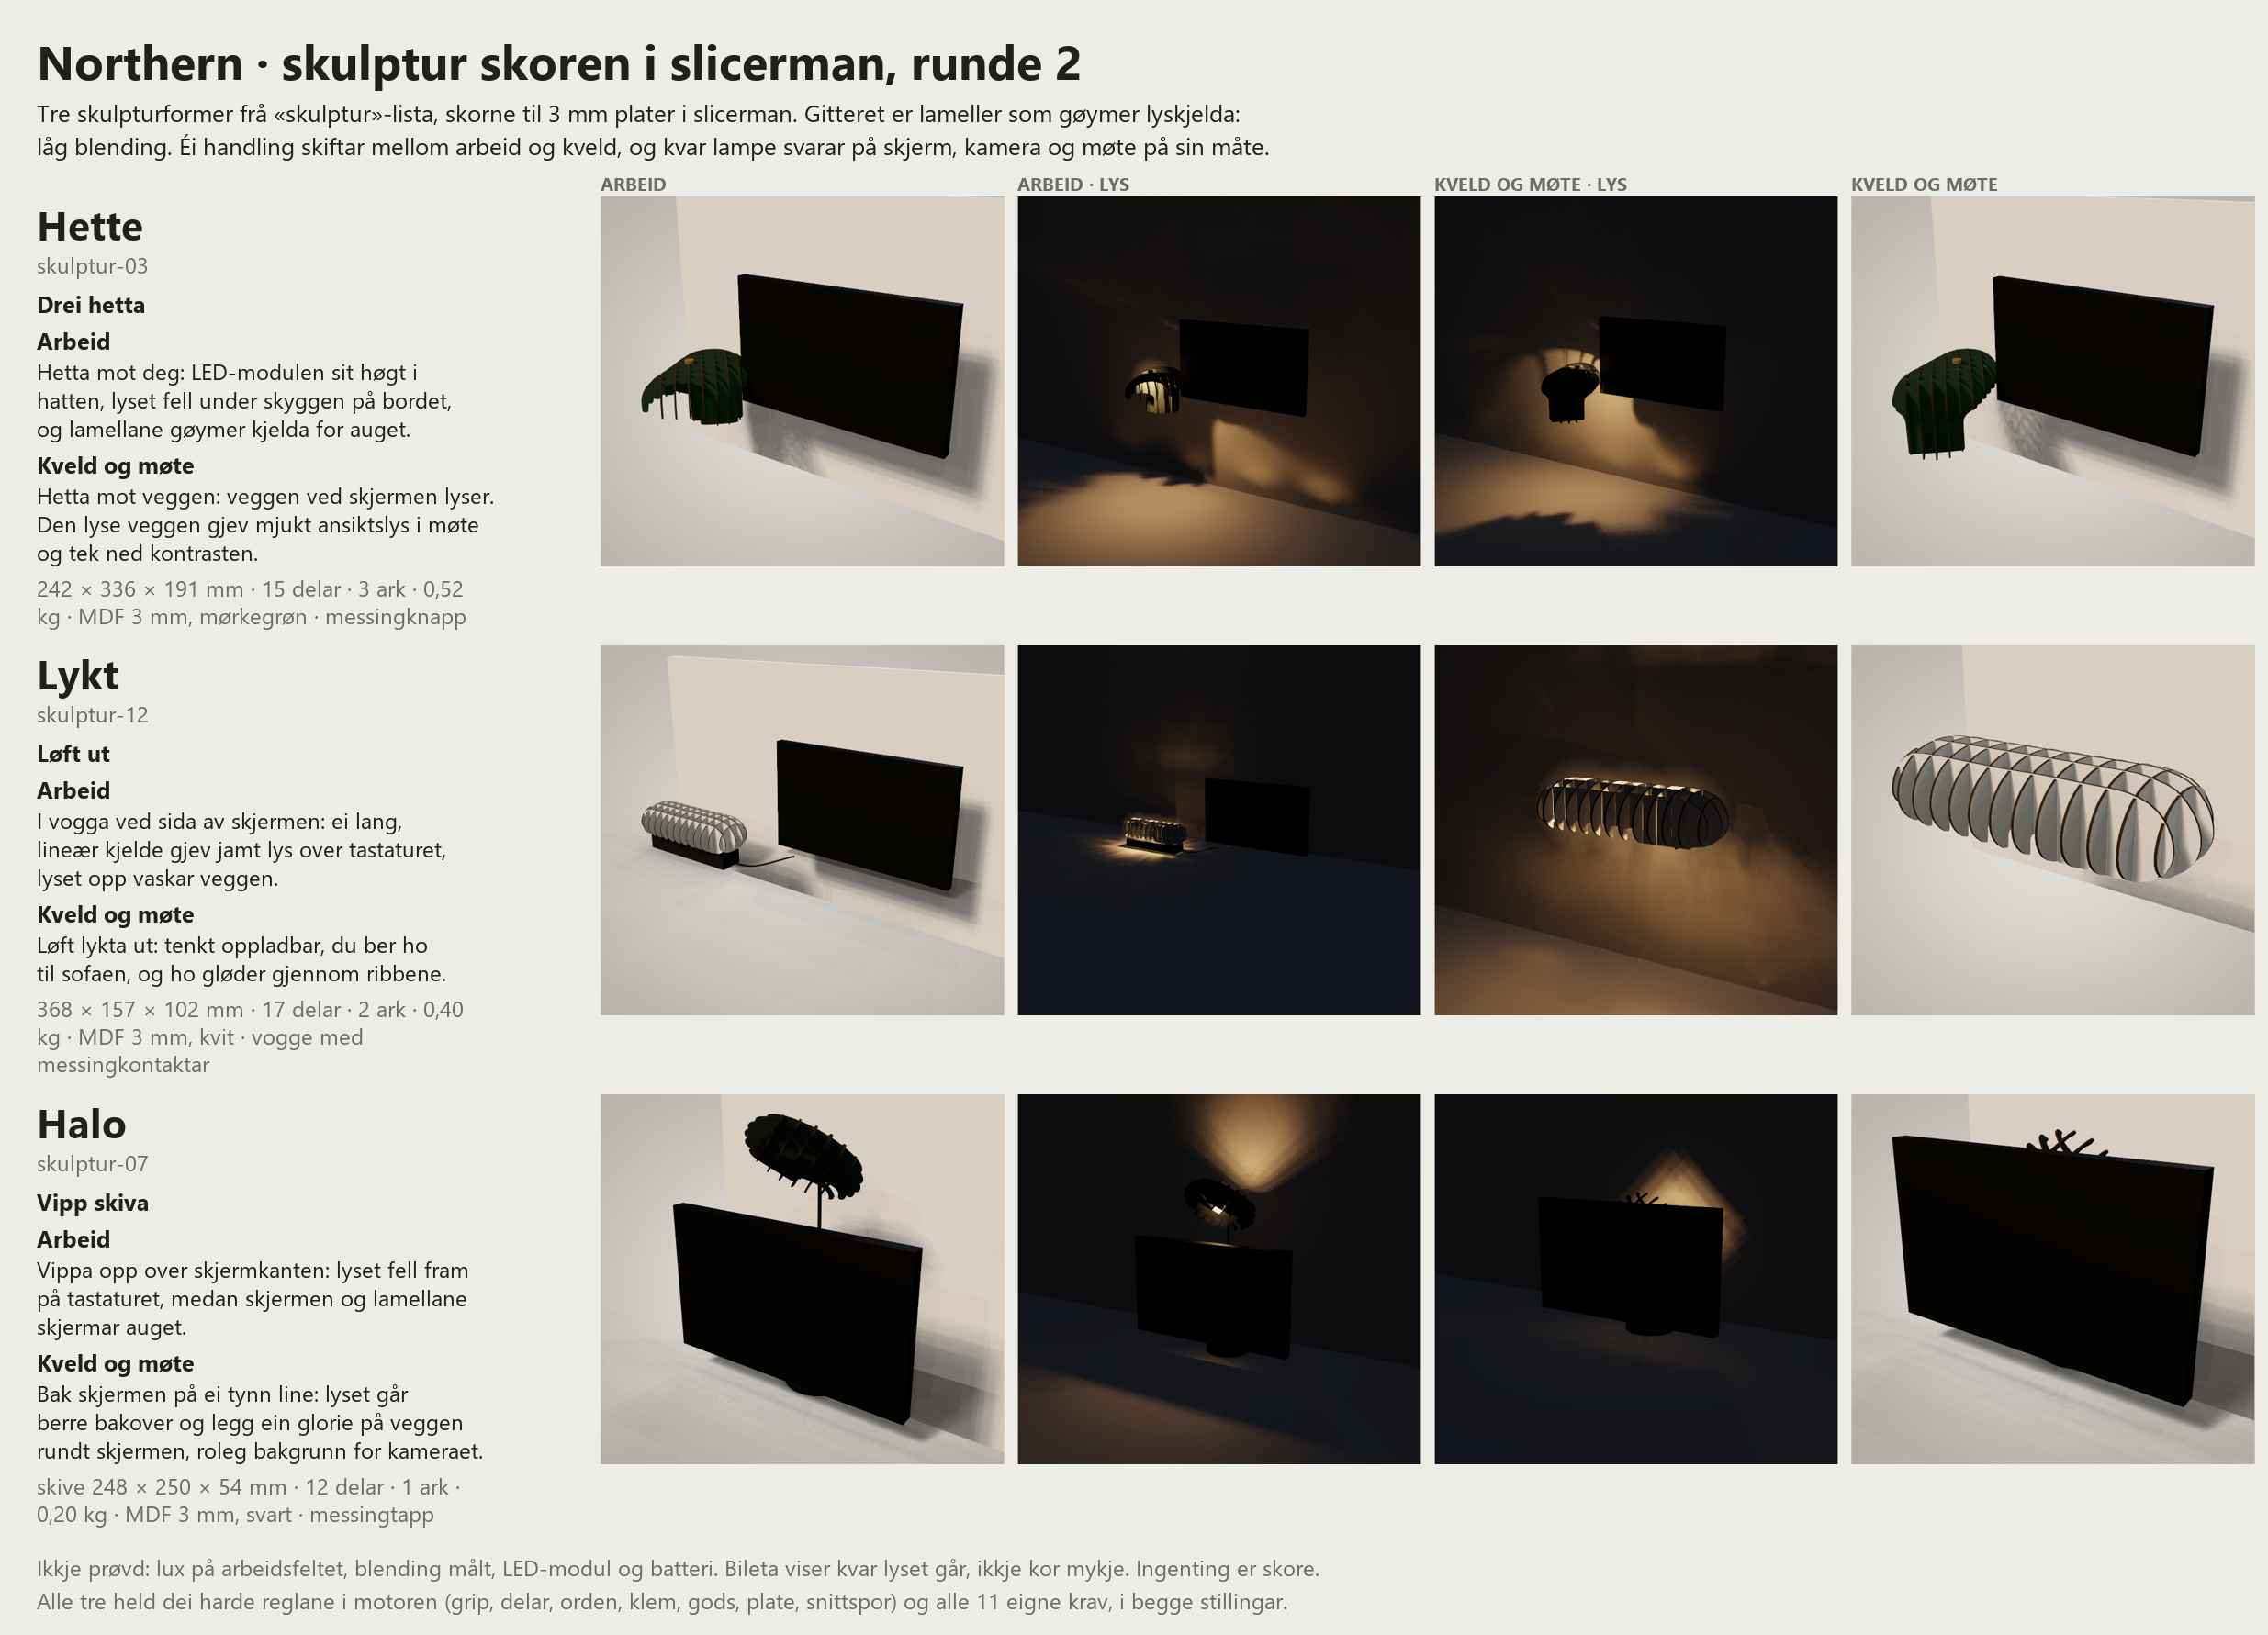 Northern · skulptur skoren i slicerman, runde 2
Tre skulpturformer frå «skulptur»-lista, skorne til 3 mm plater i slicerman. Gitteret er lameller som gøymer lyskjelda:
låg blending. Éi handling skiftar mellom arbeid og kveld, og kvar lampe svarar på skjerm, kamera og møte på sin måte.
ARBEID
ARBEID · LYS
KVELD OG MØTE · LYS
KVELD OG MØTE
Hette
skulptur-03
Drei hetta
Arbeid
Hetta mot deg: LED-modulen sit høgt i
hatten, lyset fell under skyggen på bordet,
og lamellane gøymer kjelda for auget.
Kveld og møte
Hetta mot veggen: veggen ved skjermen lyser.
Den lyse veggen gjev mjukt ansiktslys i møte
og tek ned kontrasten.
242 × 336 × 191 mm · 15 delar · 3 ark · 0,52
kg · MDF 3 mm, mørkegrøn · messingknapp
Lykt
skulptur-12
Løft ut
Arbeid
I vogga ved sida av skjermen: ei lang,
lineær kjelde gjev jamt lys over tastaturet,
lyset opp vaskar veggen.
Kveld og møte
Løft lykta ut: tenkt oppladbar, du ber ho
til sofaen, og ho gløder gjennom ribbene.
368 × 157 × 102 mm · 17 delar · 2 ark · 0,40
kg · MDF 3 mm, kvit · vogge med
messingkontaktar
Halo
skulptur-07
Vipp skiva
Arbeid
Vippa opp over skjermkanten: lyset fell fram
på tastaturet, medan skjermen og lamellane
skjermar auget.
Kveld og møte
Bak skjermen på ei tynn line: lyset går
berre bakover og legg ein glorie på veggen
rundt skjermen, roleg bakgrunn for kameraet.
skive 248 × 250 × 54 mm · 12 delar · 1 ark ·
0,20 kg · MDF 3 mm, svart · messingtapp
Ikkje prøvd: lux på arbeidsfeltet, blending målt, LED-modul og batteri. Bileta viser kvar lyset går, ikkje kor mykje. Ingenting er skore.
Alle tre held dei harde reglane i motoren (grip, delar, orden, klem, gods, plate, snittspor) og alle 11 eigne krav, i begge stillingar.